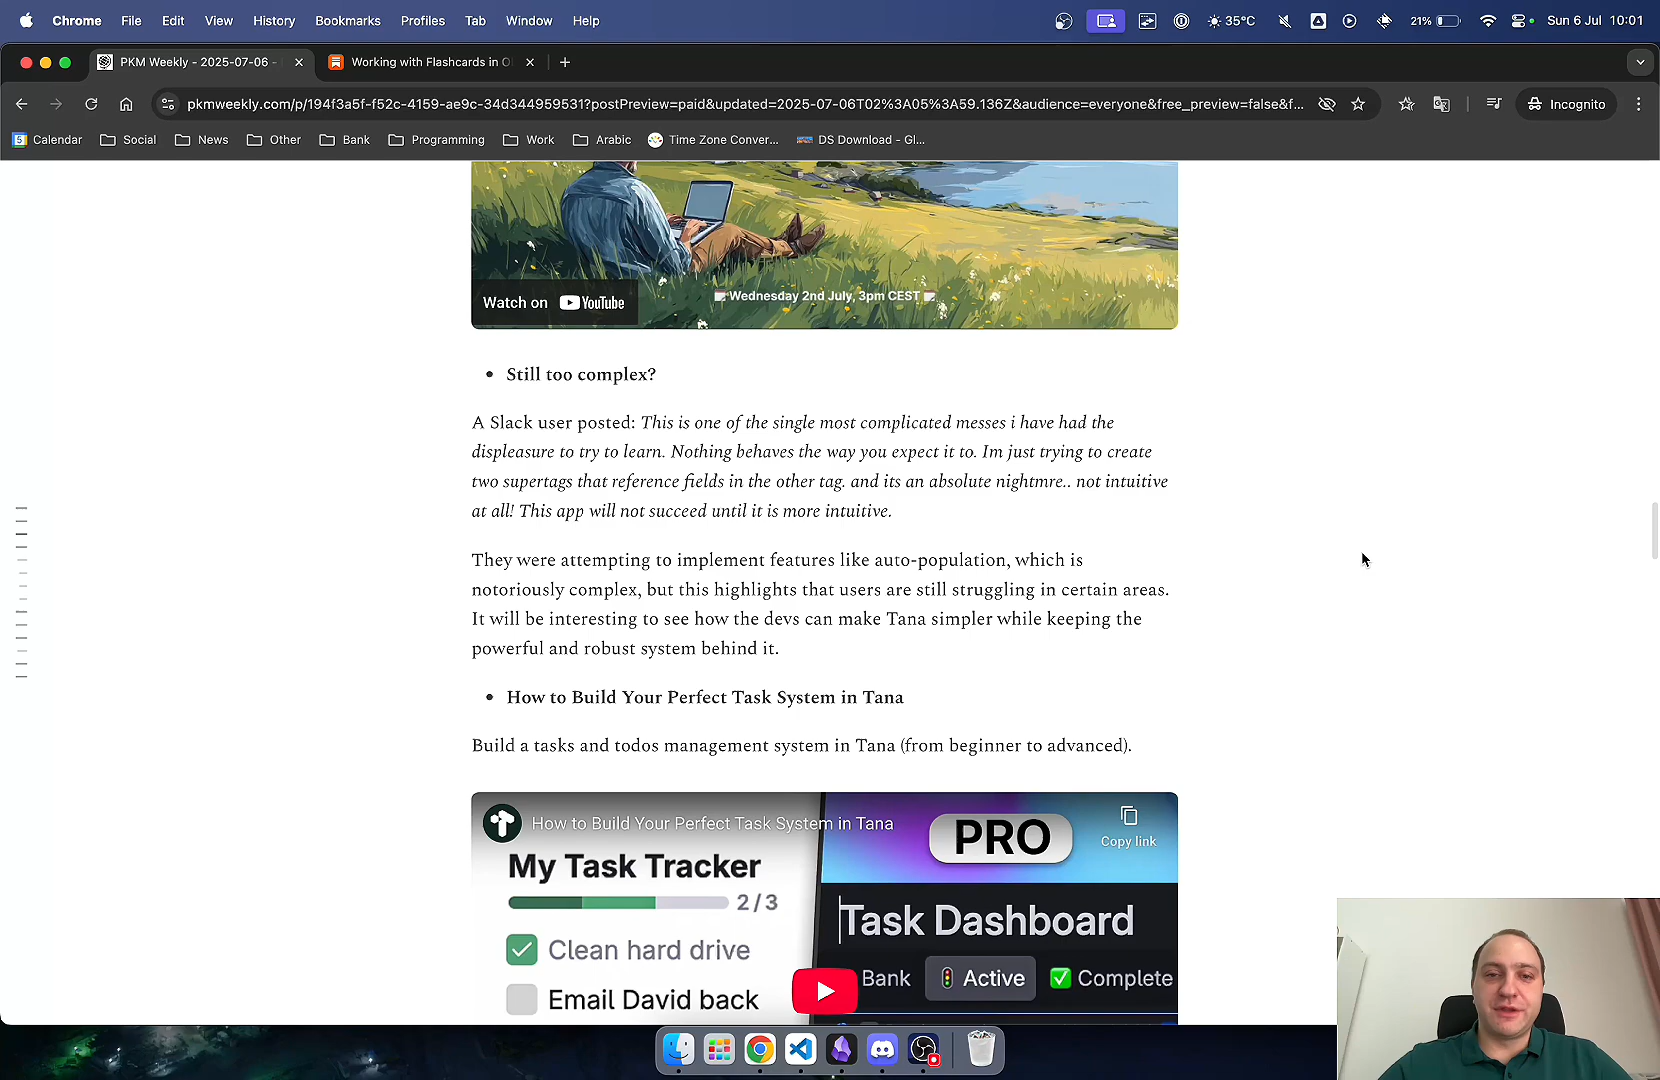 Chrome File Edit View History Bookmarks Profiles Tab Window Help 35°C 21% Sun 6 Jul 10:01
PKM Weekly - 2025-07-06 - Working with Flashcards in O
pkmweekly.com/p/194f3a5f-f52c-4159-ae9c-34d344959531?postPreview=paid&updated=2025-07-06T02%3A05%3A59.136Z&audience=everyone&free_preview=false&f... Incognito
Calendar Social News Other Bank Programming Work Arabic Time Zone Conver... DS Download - Gl...
Wednesday 2nd July, 3pm CEST
Watch on YouTube
• Still too complex?
A Slack user posted: This is one of the single most complicated messes i have had the
displeasure to try to learn. Nothing behaves the way you expect it to. Im just trying to create
two supertags that reference fields in the other tag. and its an absolute nightmre.. not intuitive
at all! This app will not succeed until it is more intuitive.
They were attempting to implement features like auto-population, which is
notoriously complex, but this highlights that users are still struggling in certain areas.
It will be interesting to see how the devs can make Tana simpler while keeping the
powerful and robust system behind it.
• How to Build Your Perfect Task System in Tana
Build a tasks and todos management system in Tana (from beginner to advanced).
How to Build Your Perfect Task System in Tana
PRO
Copy link
My Task Tracker
2/3
Task Dashboard
Clean hard drive
Bank Active Complete
Email David back